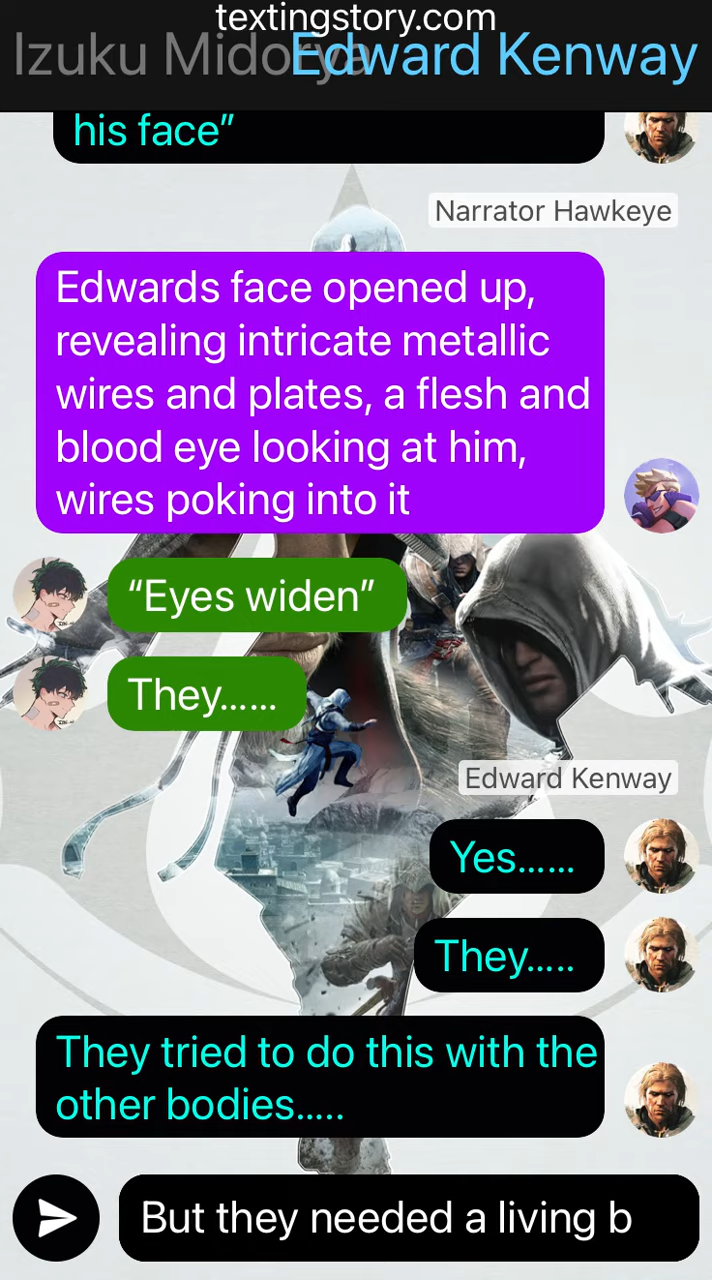 textingstory.com
Izuku Midorya Edward Kenway
his face”
Narrator Hawkeye
Edwards face opened up,
revealing intricate metallic
wires and plates, a flesh and
blood eye looking at him,
wires poking into it
“Eyes widen”
They......
Edward Kenway
Yes......
They.....
They tried to do this with the
other bodies.....
But they needed a living b